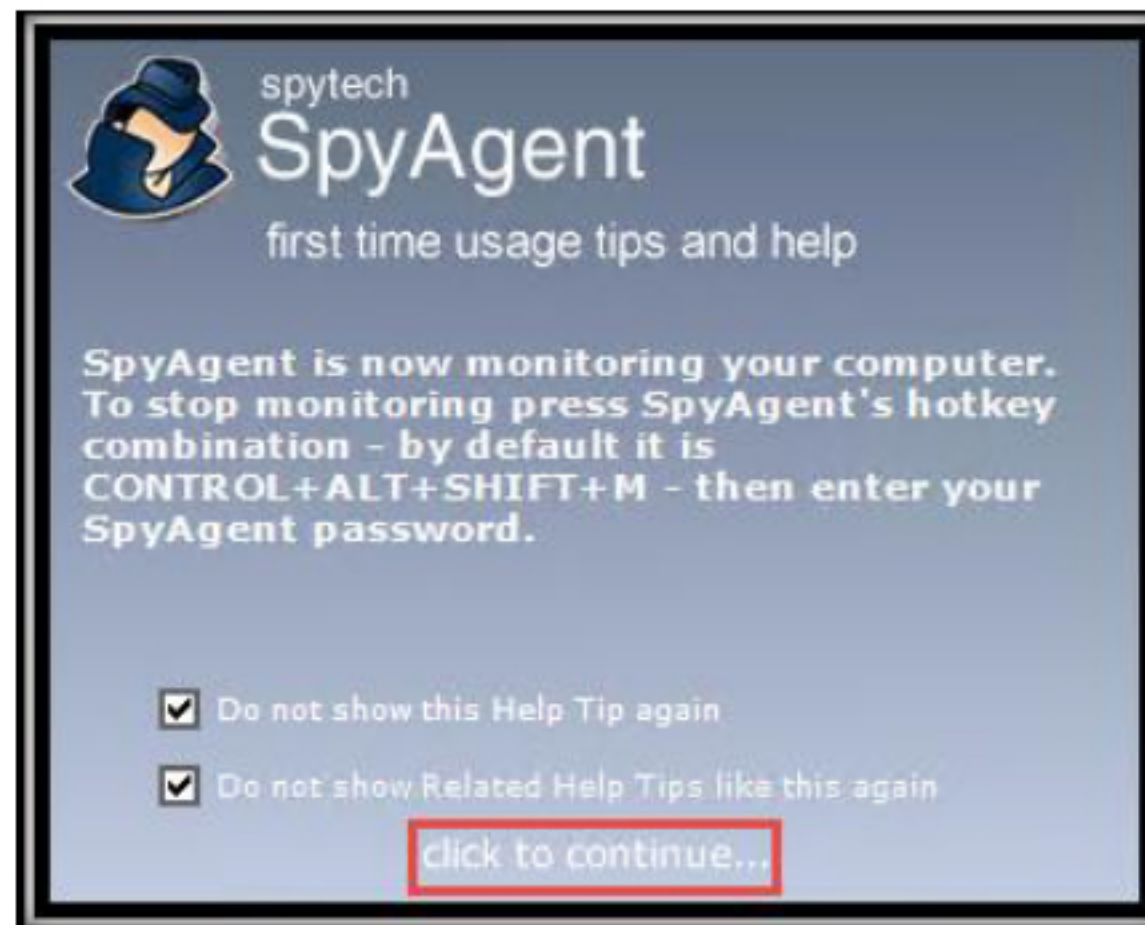 spytech
SpyAgent
first time usage tips and help
SpyAgent is now monitoring your computer.
To stop monitoring press SpyAgent's hotkey
combination - by default it is
CONTROL+ALT+SHIFT+M - then enter your
SpyAgent password.
Do not show this Help Tip again
Do not show Related Help Tips like this again
click to continue...